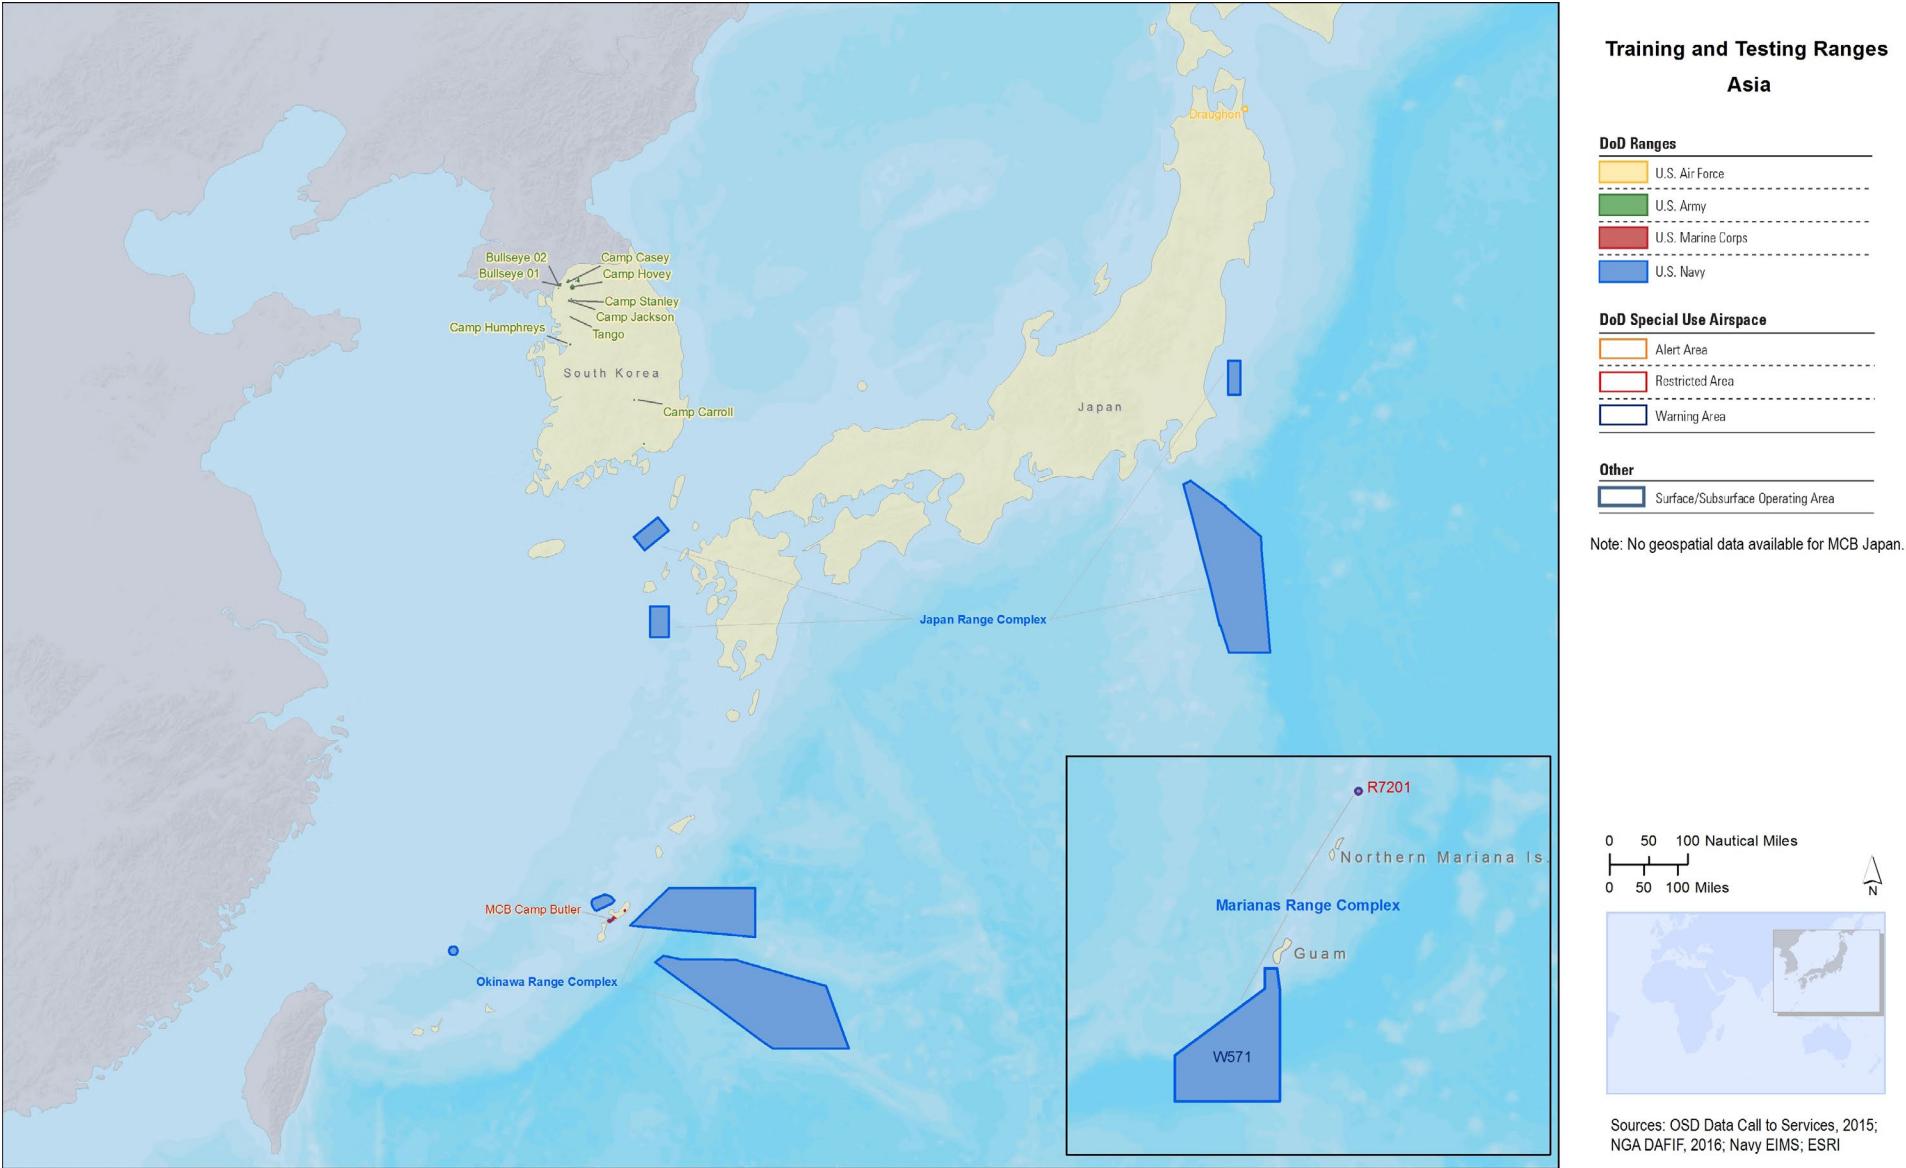 Training and Testing Ranges
Asia
DoD Ranges
U.S. Air Force
U.S. Army
U.S. Marine Corps
U.S. Navy
DoD Special Use Airspace
Alert Area
Restricted Area
Warning Area
Other
Surface/Subsurface Operating Area
Note: No geospatial data available for MCB Japan.
Draughon
Bullseye 02
Camp Casey
Bullseye 01
Camp Hovey
Camp Stanley
Camp Jackson
Camp Humphreys
Tango
South Korea
Camp Carroll
Japan
Japan Range Complex
MCB Camp Butler
Okinawa Range Complex
R7201
Northern Mariana Is.
Marianas Range Complex
Guam
W571
0 50 100 Nautical Miles
0 50 100 Miles
N
Sources: OSD Data Call to Services, 2015;
NGA DAFIF, 2016; Navy EIMS; ESRI